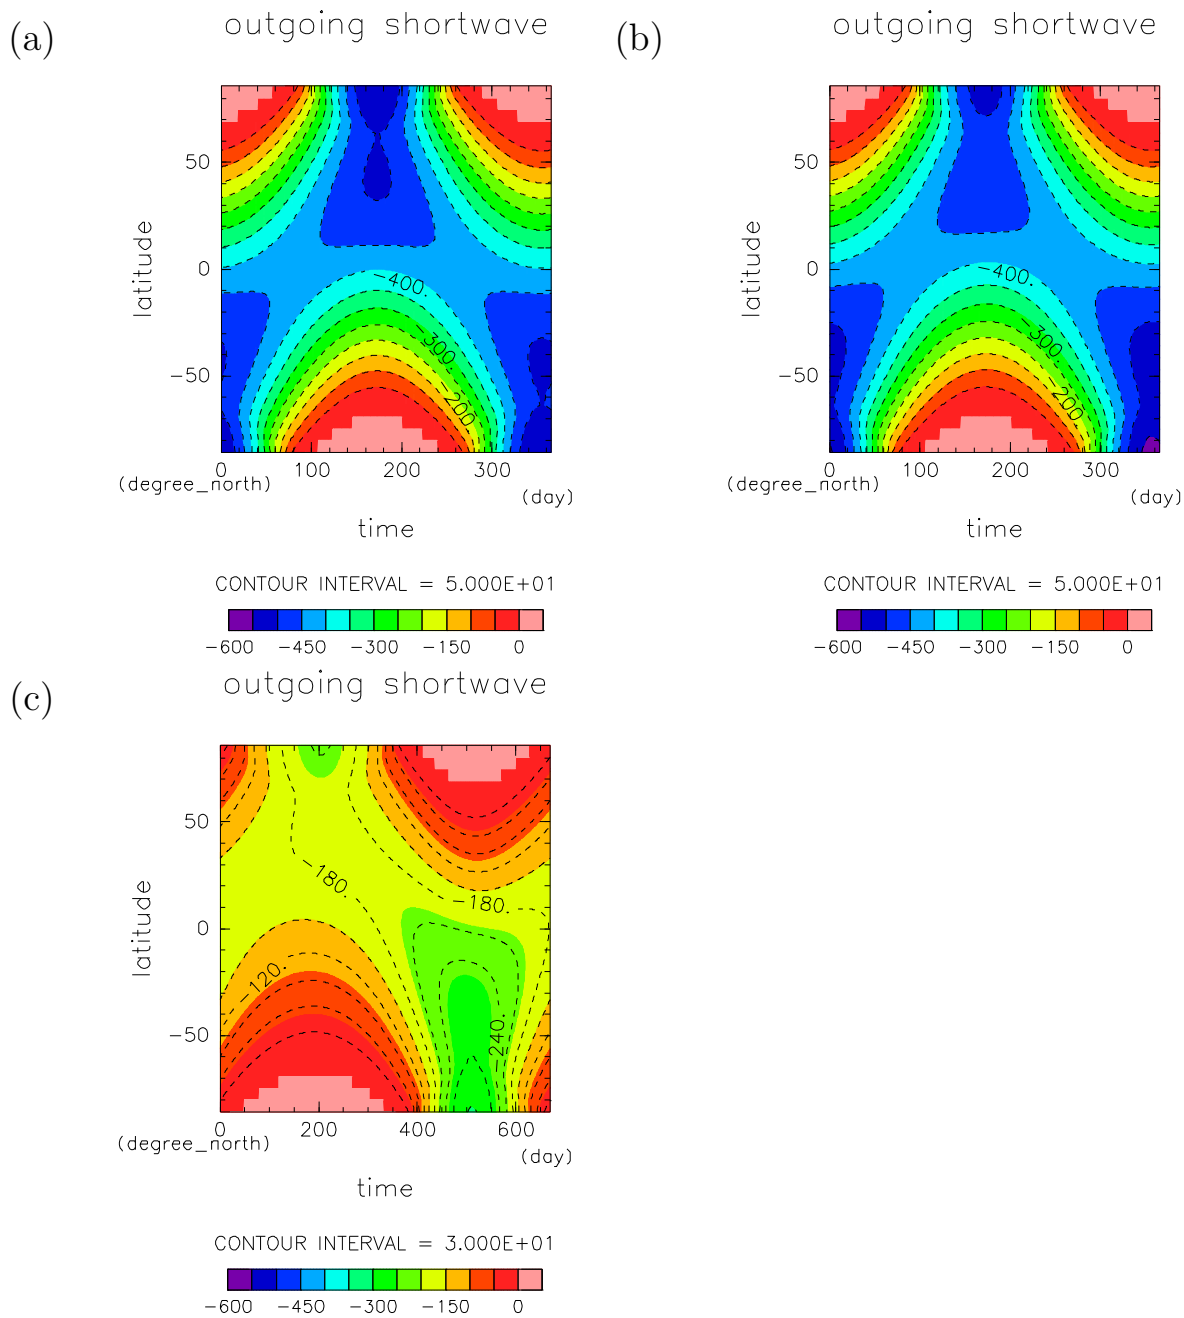 (a)
outgoing shortwave
50
0
−50
latitude
−400.
−300.
−200.
0 100 200 300
(degree_north)
(day)
time
CONTOUR INTERVAL = 5.000E+01
−600 −450 −300 −150 0
(b)
outgoing shortwave
50
0
−50
latitude
−400.
−300.
−200.
0 100 200 300
(degree_north)
(day)
time
CONTOUR INTERVAL = 5.000E+01
−600 −450 −300 −150 0
(c)
outgoing shortwave
50
0
−50
latitude
−180.
−180.
−120.
−240.
0 200 400 600
(degree_north)
(day)
time
CONTOUR INTERVAL = 3.000E+01
−600 −450 −300 −150 0